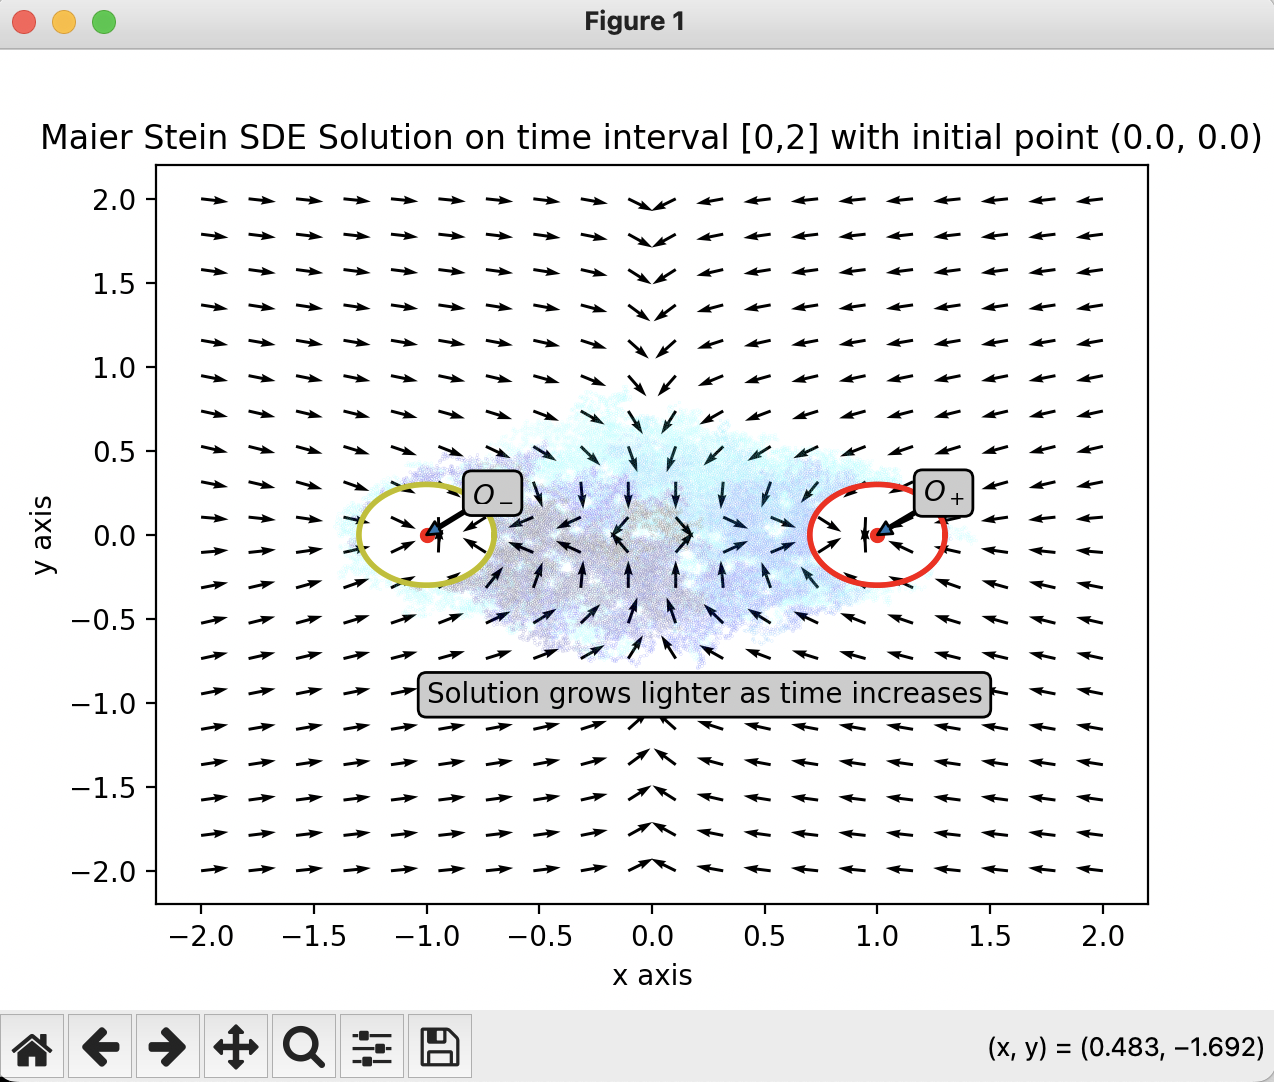 Figure 1
Maier Stein SDE Solution on time interval [0,2] with initial point (0.0, 0.0)
2.0
1.5
1.0
0.5
0.0
−0.5
−1.0
−1.5
−2.0
y axis
O₋
O₊
Solution grows lighter as time increases
−2.0 −1.5 −1.0 −0.5 0.0 0.5 1.0 1.5 2.0
x axis
(x, y) = (0.483, −1.692)